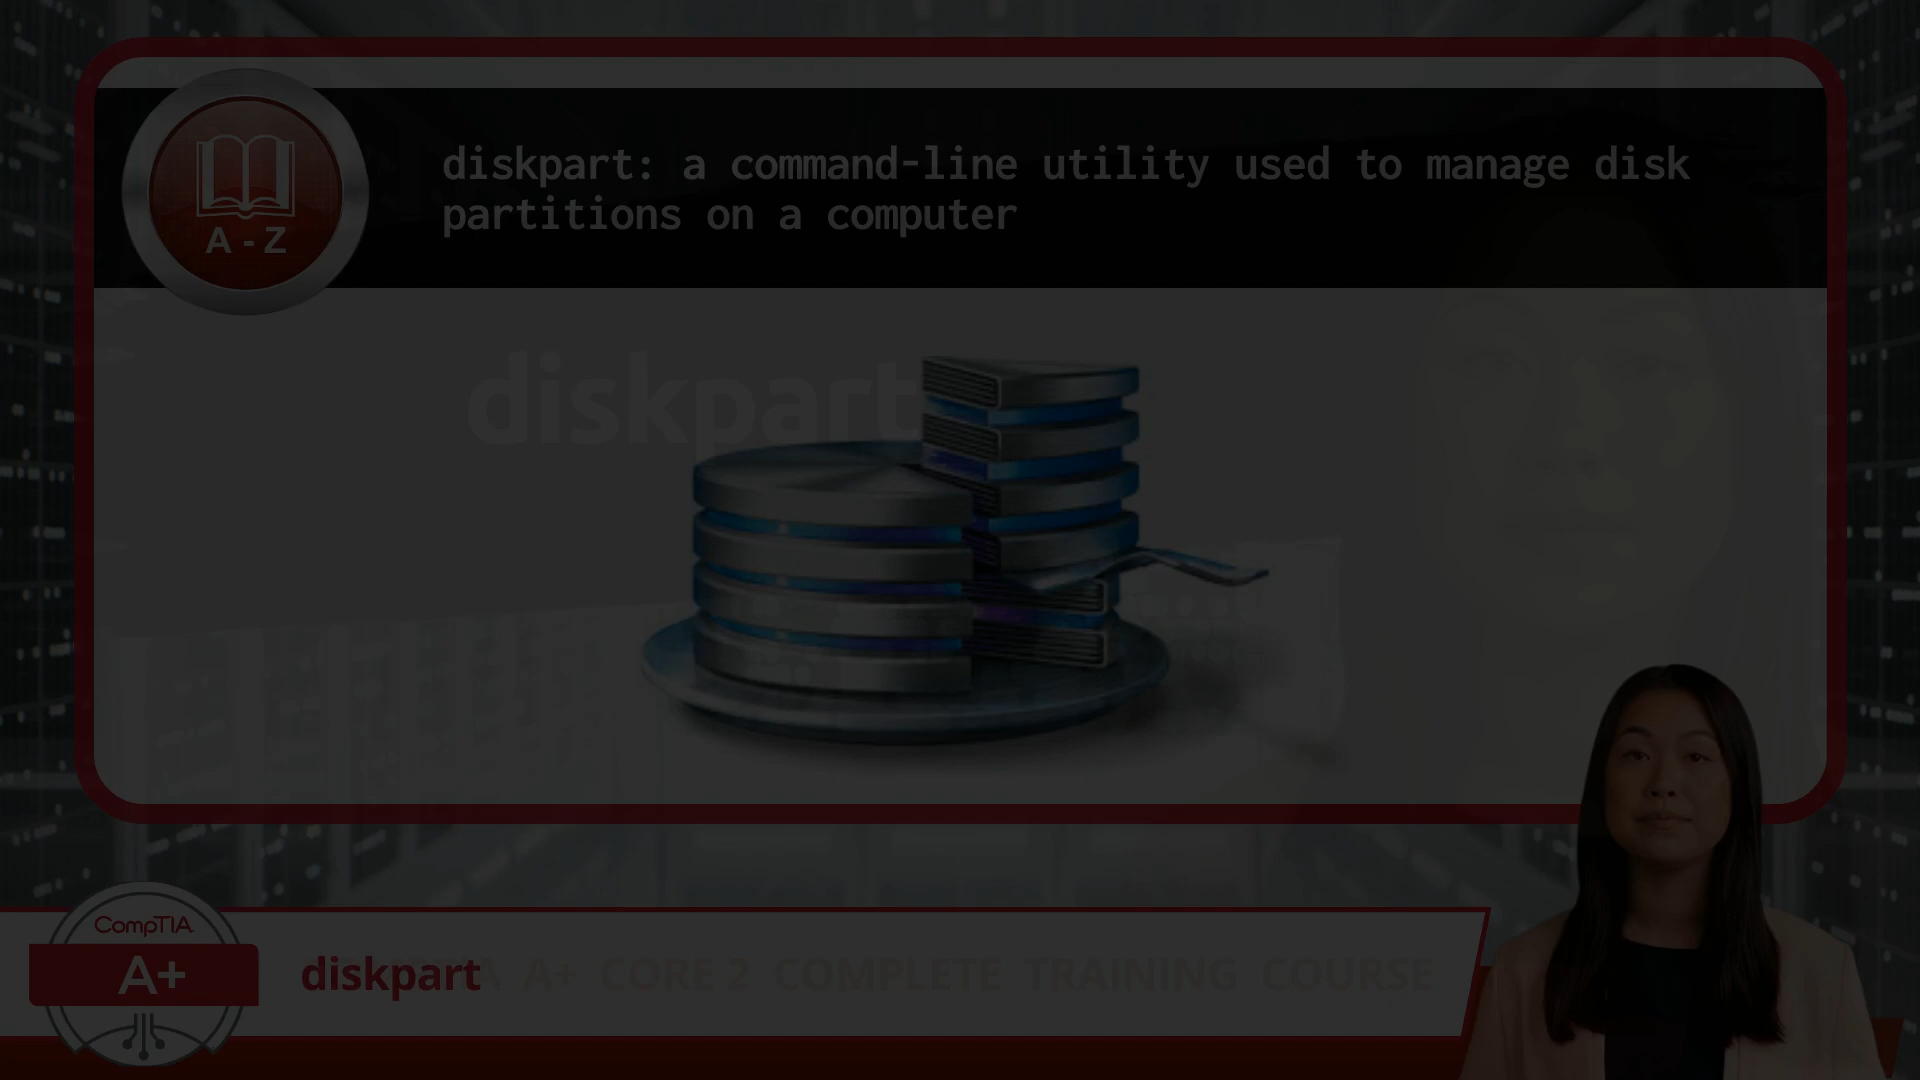 diskpart: a command-line utility used to manage disk
partitions on a computer
A - Z
diskpart
CompTIA
A+
diskpart
A+ CORE 2 COMPLETE TRAINING COURSE